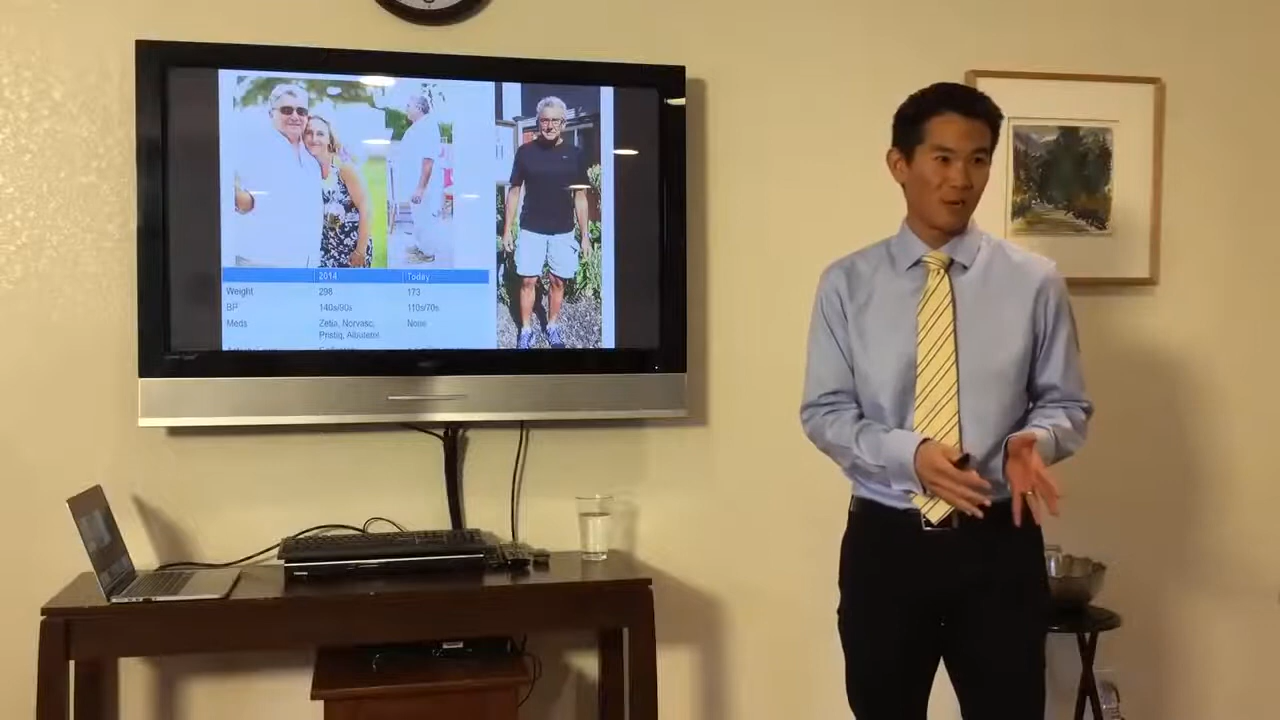 2014 Today
Weight 298 173
BP 140s/90s 110s/70s
Meds Zetia, Norvasc, None
Pristiq, Albuterol